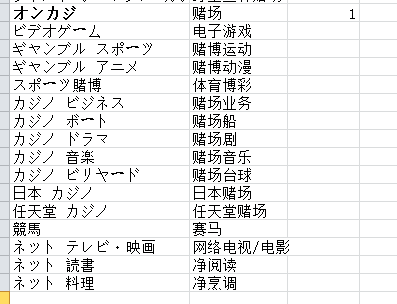 オンカジ 赌场 1
ビデオゲーム 电子游戏
ギャンブル スポーツ 赌博运动
ギャンブル アニメ 赌博动漫
スポーツ賭博 体育博彩
カジノ ビジネス 赌场业务
カジノ ボート 赌场船
カジノ ドラマ 赌场剧
カジノ 音楽 赌场音乐
カジノ ビリヤード 赌场台球
日本 カジノ 日本赌场
任天堂 カジノ 任天堂赌场
競馬 赛马
ネット テレビ・映画 网络电视/电影
ネット 読書 净阅读
ネット 料理 净烹调